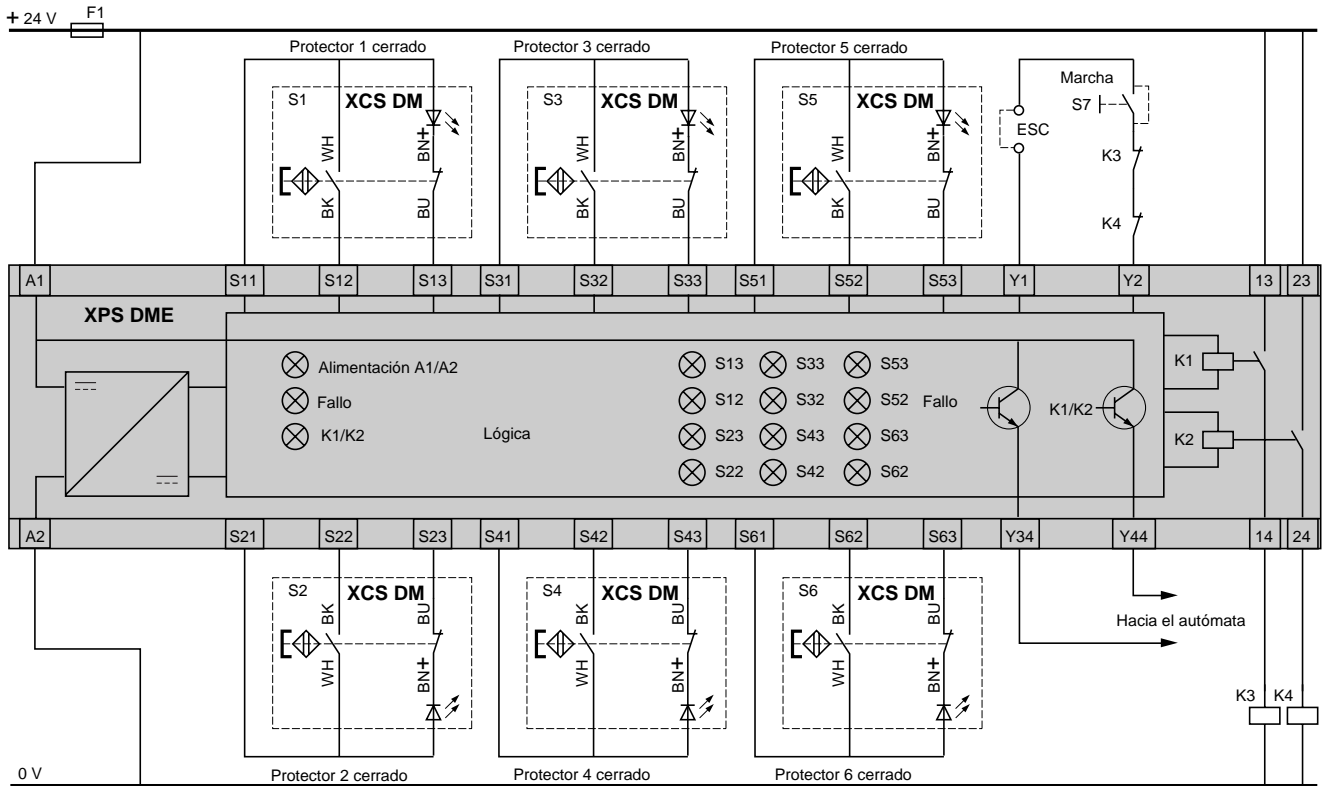 + 24 V F1
Protector 1 cerrado Protector 3 cerrado Protector 5 cerrado
Marcha
S1 XCS DM S3 XCS DM S5 XCS DM S7
ESC
WH BN+ WH BN+ WH BN+ K3
BK BU BK BU BK BU K4
A1 S11 S12 S13 S31 S32 S33 S51 S52 S53 Y1 Y2 13 23
XPS DME
Alimentación A1/A2 S13 S33 S53 K1
Fallo S12 S32 S52 Fallo K1/K2
K1/K2 Lógica S23 S43 S63 K2
S22 S42 S62
A2 S21 S22 S23 S41 S42 S43 S61 S62 S63 Y34 Y44 14 24
S2 XCS DM S4 XCS DM S6 XCS DM
BK BU BK BU BK BU
Hacia el autómata
WH BN+ WH BN+ WH BN+
K3 K4
0 V
Protector 2 cerrado Protector 4 cerrado Protector 6 cerrado